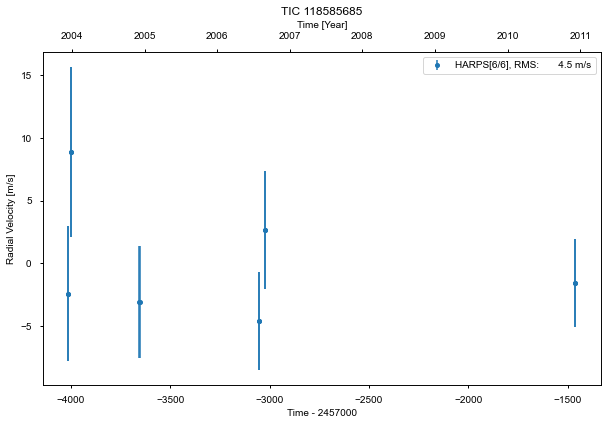 TIC 118585685
Time [Year]
2004 2005 2006 2007 2008 2009 2010 2011
HARPS[6/6], RMS: 4.5 m/s
15
10
5
0
−5
Radial Velocity [m/s]
−4000 −3500 −3000 −2500 −2000 −1500
Time - 2457000